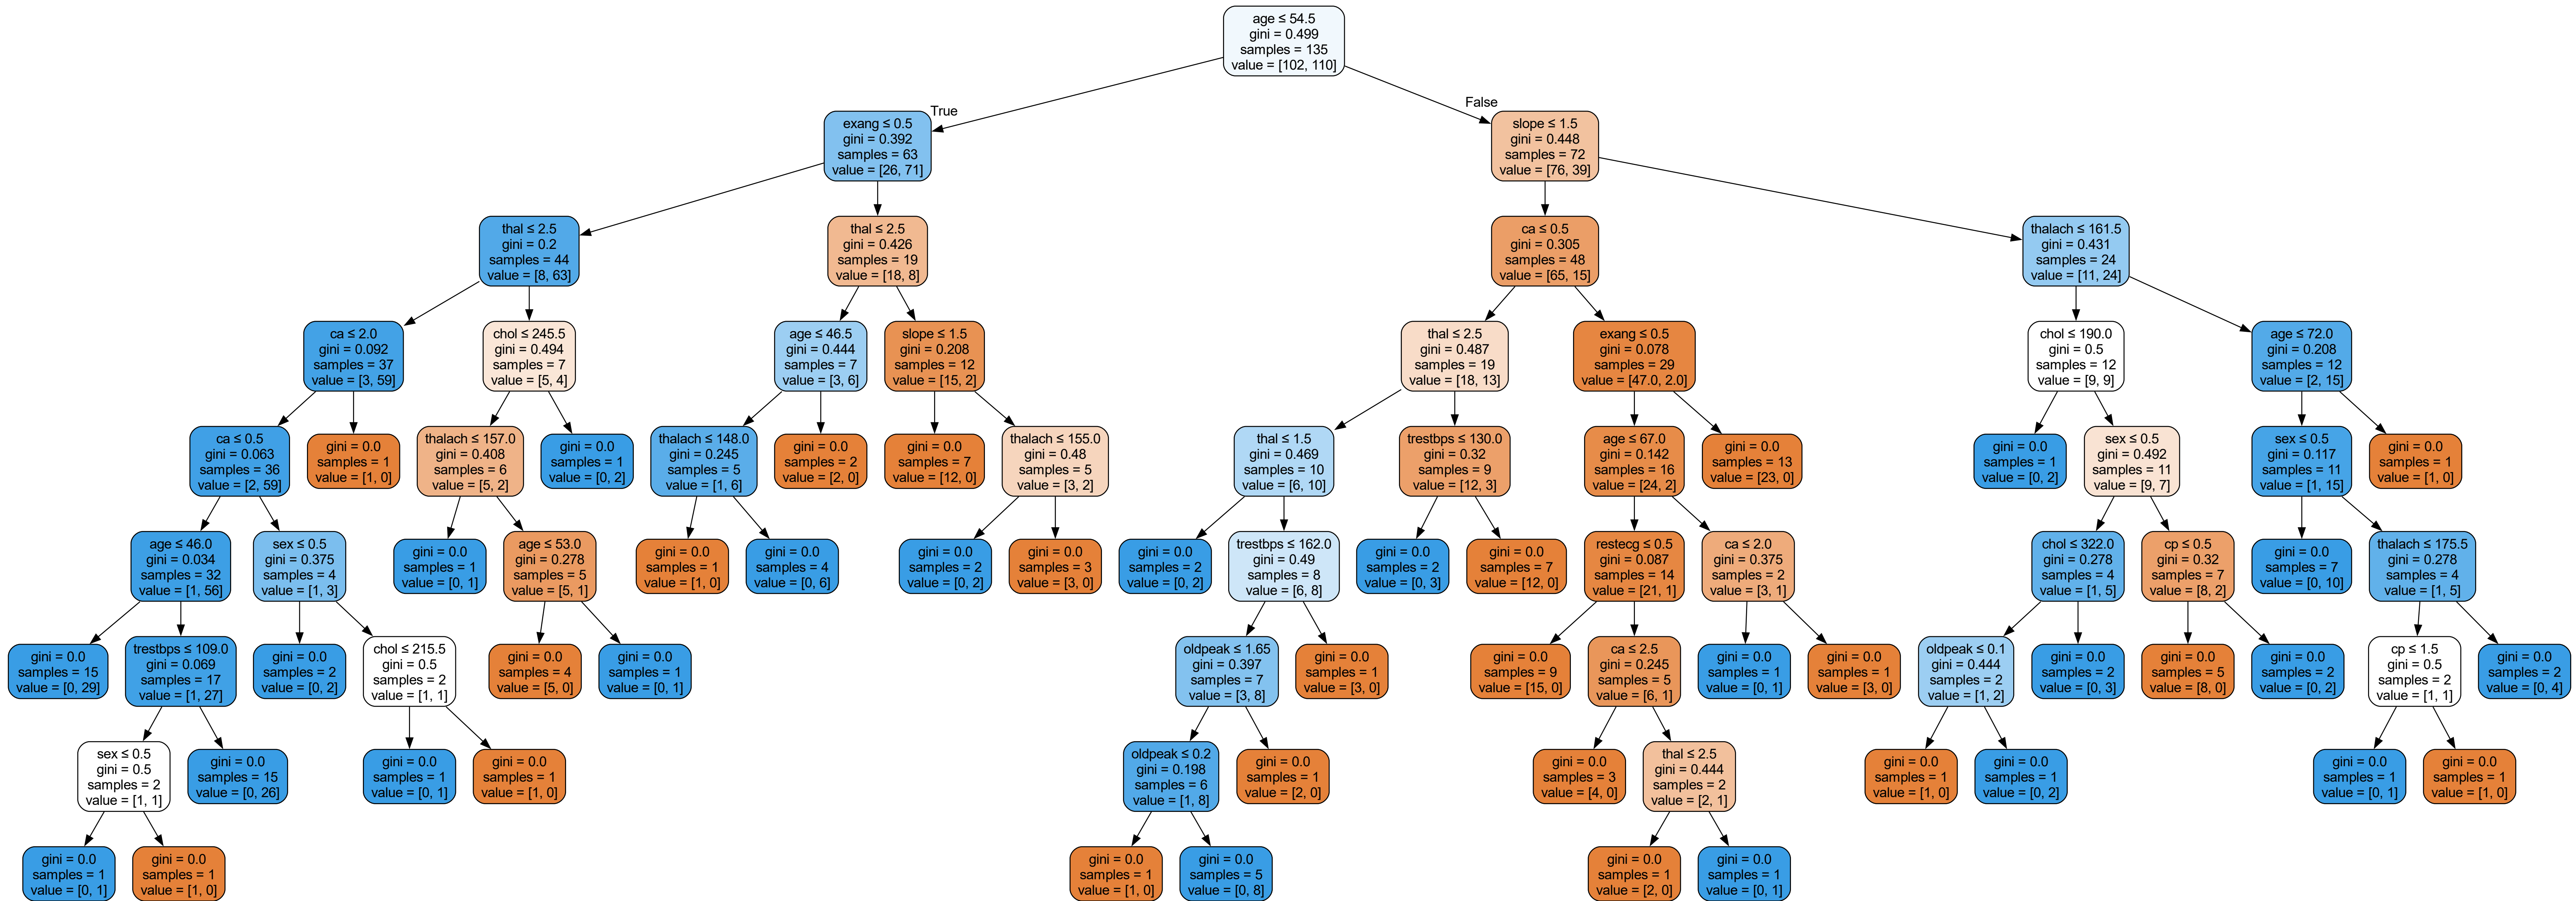 age ≤ 54.5
gini = 0.499
samples = 135
value = [102, 110]
True
False
exang ≤ 0.5
gini = 0.392
samples = 63
value = [26, 71]
slope ≤ 1.5
gini = 0.448
samples = 72
value = [76, 39]
thal ≤ 2.5
gini = 0.2
samples = 44
value = [8, 63]
thal ≤ 2.5
gini = 0.426
samples = 19
value = [18, 8]
ca ≤ 0.5
gini = 0.305
samples = 48
value = [65, 15]
thalach ≤ 161.5
gini = 0.431
samples = 24
value = [11, 24]
ca ≤ 2.0
gini = 0.092
samples = 37
value = [3, 59]
chol ≤ 245.5
gini = 0.494
samples = 7
value = [5, 4]
age ≤ 46.5
gini = 0.444
samples = 7
value = [3, 6]
slope ≤ 1.5
gini = 0.208
samples = 12
value = [15, 2]
thal ≤ 2.5
gini = 0.487
samples = 19
value = [18, 13]
exang ≤ 0.5
gini = 0.078
samples = 29
value = [47.0, 2.0]
chol ≤ 190.0
gini = 0.5
samples = 12
value = [9, 9]
age ≤ 72.0
gini = 0.208
samples = 12
value = [2, 15]
ca ≤ 0.5
gini = 0.063
samples = 36
value = [2, 59]
gini = 0.0
samples = 1
value = [1, 0]
thalach ≤ 157.0
gini = 0.408
samples = 6
value = [5, 2]
gini = 0.0
samples = 1
value = [0, 2]
thalach ≤ 148.0
gini = 0.245
samples = 5
value = [1, 6]
gini = 0.0
samples = 2
value = [2, 0]
gini = 0.0
samples = 7
value = [12, 0]
thalach ≤ 155.0
gini = 0.48
samples = 5
value = [3, 2]
thal ≤ 1.5
gini = 0.469
samples = 10
value = [6, 10]
trestbps ≤ 130.0
gini = 0.32
samples = 9
value = [12, 3]
age ≤ 67.0
gini = 0.142
samples = 16
value = [24, 2]
gini = 0.0
samples = 13
value = [23, 0]
gini = 0.0
samples = 1
value = [0, 2]
sex ≤ 0.5
gini = 0.492
samples = 11
value = [9, 7]
sex ≤ 0.5
gini = 0.117
samples = 11
value = [1, 15]
gini = 0.0
samples = 1
value = [1, 0]
age ≤ 46.0
gini = 0.034
samples = 32
value = [1, 56]
sex ≤ 0.5
gini = 0.375
samples = 4
value = [1, 3]
gini = 0.0
samples = 1
value = [0, 1]
age ≤ 53.0
gini = 0.278
samples = 5
value = [5, 1]
gini = 0.0
samples = 1
value = [1, 0]
gini = 0.0
samples = 4
value = [0, 6]
gini = 0.0
samples = 2
value = [0, 2]
gini = 0.0
samples = 3
value = [3, 0]
gini = 0.0
samples = 2
value = [0, 2]
trestbps ≤ 162.0
gini = 0.49
samples = 8
value = [6, 8]
gini = 0.0
samples = 2
value = [0, 3]
gini = 0.0
samples = 7
value = [12, 0]
restecg ≤ 0.5
gini = 0.087
samples = 14
value = [21, 1]
ca ≤ 2.0
gini = 0.375
samples = 2
value = [3, 1]
chol ≤ 322.0
gini = 0.278
samples = 4
value = [1, 5]
cp ≤ 0.5
gini = 0.32
samples = 7
value = [8, 2]
gini = 0.0
samples = 7
value = [0, 10]
thalach ≤ 175.5
gini = 0.278
samples = 4
value = [1, 5]
gini = 0.0
samples = 15
value = [0, 29]
trestbps ≤ 109.0
gini = 0.069
samples = 17
value = [1, 27]
gini = 0.0
samples = 2
value = [0, 2]
chol ≤ 215.5
gini = 0.5
samples = 2
value = [1, 1]
gini = 0.0
samples = 4
value = [5, 0]
gini = 0.0
samples = 1
value = [0, 1]
oldpeak ≤ 1.65
gini = 0.397
samples = 7
value = [3, 8]
gini = 0.0
samples = 1
value = [3, 0]
gini = 0.0
samples = 9
value = [15, 0]
ca ≤ 2.5
gini = 0.245
samples = 5
value = [6, 1]
gini = 0.0
samples = 1
value = [0, 1]
gini = 0.0
samples = 1
value = [3, 0]
oldpeak ≤ 0.1
gini = 0.444
samples = 2
value = [1, 2]
gini = 0.0
samples = 2
value = [0, 3]
gini = 0.0
samples = 5
value = [8, 0]
gini = 0.0
samples = 2
value = [0, 2]
cp ≤ 1.5
gini = 0.5
samples = 2
value = [1, 1]
gini = 0.0
samples = 2
value = [0, 4]
sex ≤ 0.5
gini = 0.5
samples = 2
value = [1, 1]
gini = 0.0
samples = 15
value = [0, 26]
gini = 0.0
samples = 1
value = [0, 1]
gini = 0.0
samples = 1
value = [1, 0]
oldpeak ≤ 0.2
gini = 0.198
samples = 6
value = [1, 8]
gini = 0.0
samples = 1
value = [2, 0]
gini = 0.0
samples = 3
value = [4, 0]
thal ≤ 2.5
gini = 0.444
samples = 2
value = [2, 1]
gini = 0.0
samples = 1
value = [1, 0]
gini = 0.0
samples = 1
value = [0, 2]
gini = 0.0
samples = 1
value = [0, 1]
gini = 0.0
samples = 1
value = [1, 0]
gini = 0.0
samples = 1
value = [0, 1]
gini = 0.0
samples = 1
value = [1, 0]
gini = 0.0
samples = 1
value = [1, 0]
gini = 0.0
samples = 5
value = [0, 8]
gini = 0.0
samples = 1
value = [2, 0]
gini = 0.0
samples = 1
value = [0, 1]